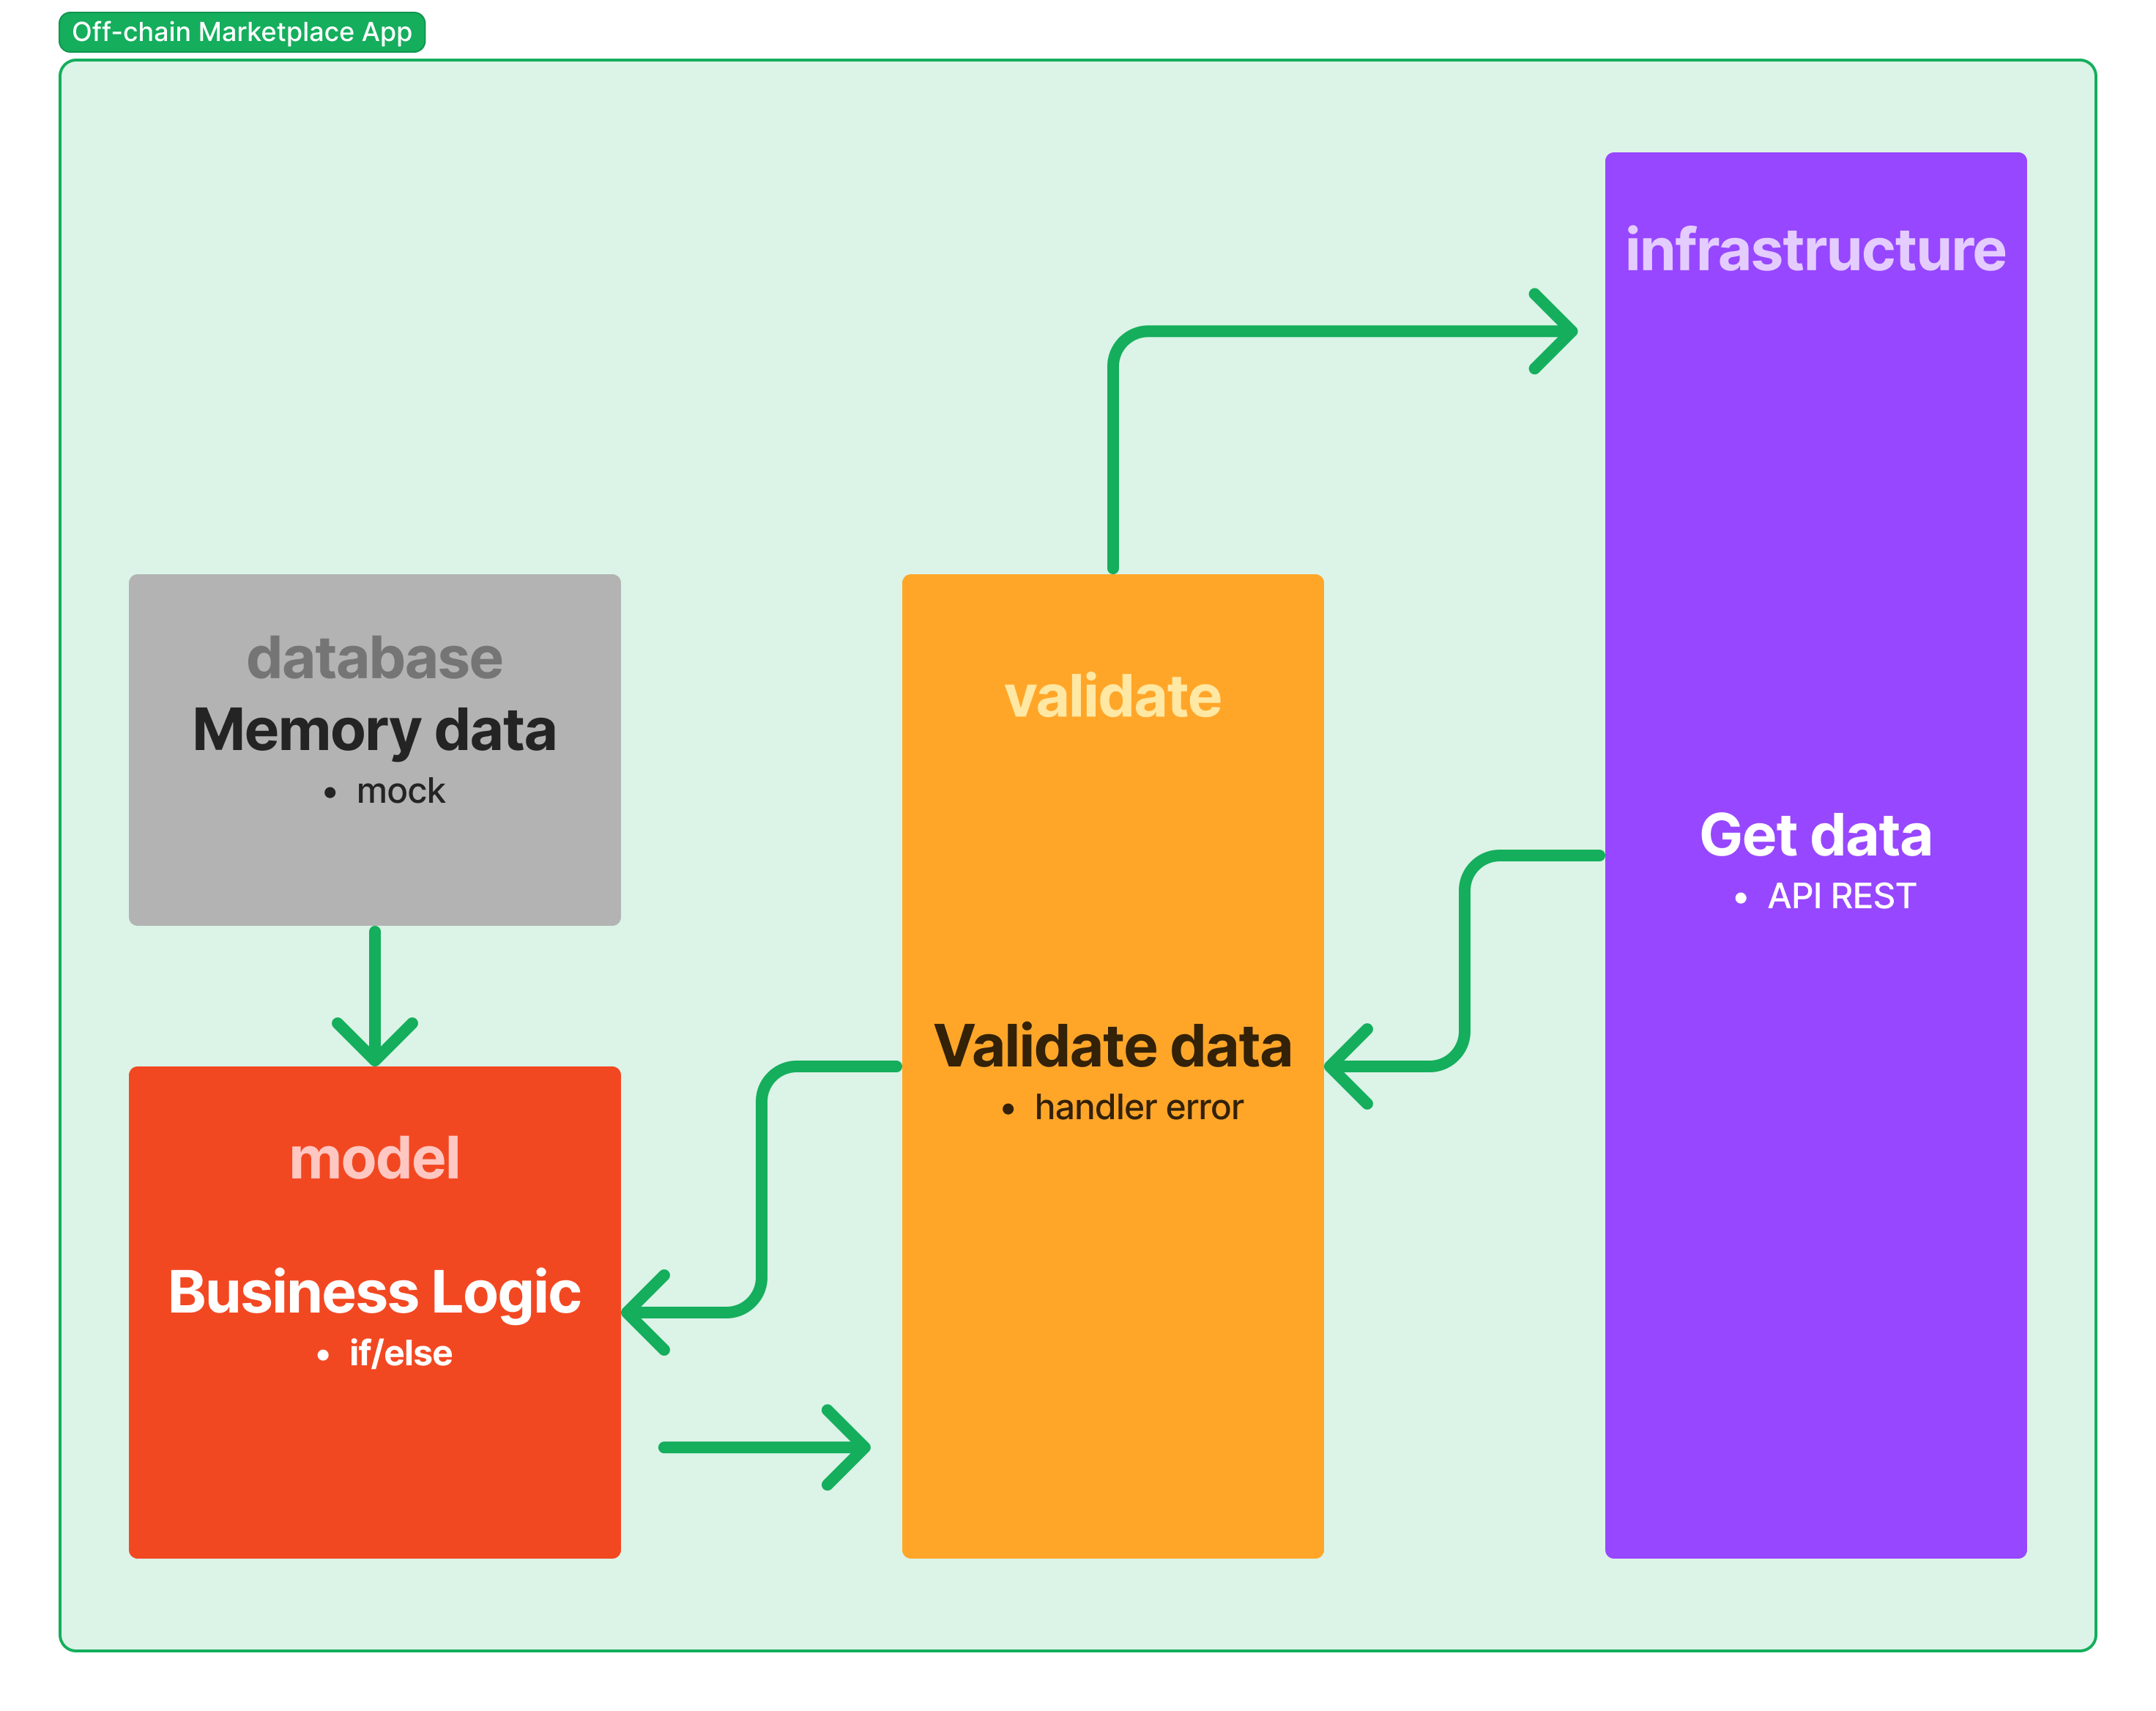 Off-chain Marketplace App
infrastructure
Get data
• API REST
database
Memory data
• mock
validate
Validate data
• handler error
model
Business Logic
• if/else